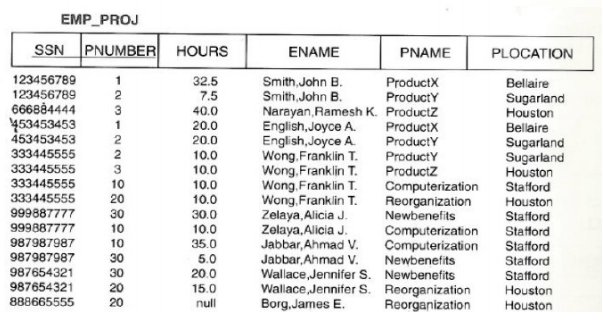 EMP_PROJ
SSN PNUMBER HOURS ENAME PNAME PLOCATION
123456789 1 32.5 Smith,John B. ProductX Bellaire
123456789 2 7.5 Smith,John B. ProductY Sugarland
666884444 3 40.0 Narayan,Ramesh K. ProductZ Houston
453453453 1 20.0 English,Joyce A. ProductX Bellaire
453453453 2 20.0 English,Joyce A. ProductY Sugarland
333445555 2 10.0 Wong,Franklin T. ProductY Sugarland
333445555 3 10.0 Wong,Franklin T. ProductZ Houston
333445555 10 10.0 Wong,Franklin T. Computerization Stafford
333445555 20 10.0 Wong,Franklin T. Reorganization Houston
999887777 30 30.0 Zelaya,Alicia J. Newbenefits Stafford
999887777 10 10.0 Zelaya,Alicia J. Computerization Stafford
987987987 10 35.0 Jabbar,Ahmad V. Computerization Stafford
987987987 30 5.0 Jabbar,Ahmad V. Newbenefits Stafford
987654321 30 20.0 Wallace,Jennifer S. Newbenefits Stafford
987654321 20 15.0 Wallace,Jennifer S. Reorganization Houston
888665555 20 null Borg,James E. Reorganization Houston